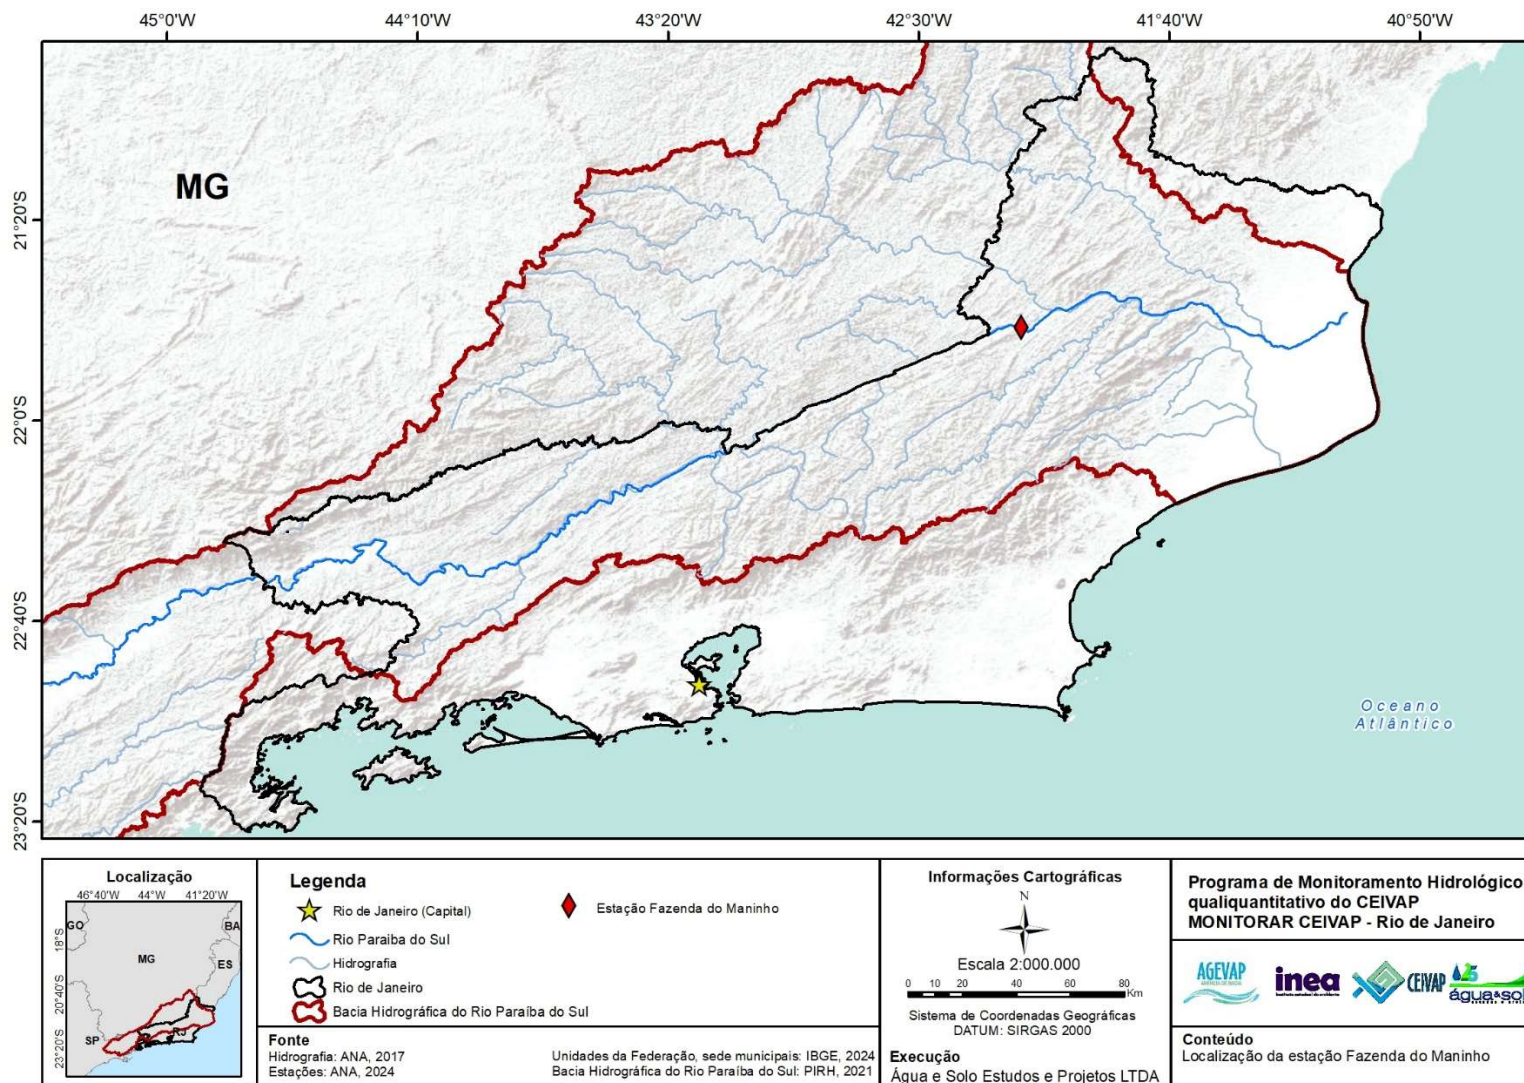 45°0'W
44°10'W
43°20'W
42°30'W
41°40'W
40°50'W
21°20'S
22°0'S
22°40'S
23°20'S
MG
Oceano
Atlântico
Localização
46°40'W 44°W 41°20'W
18°S
20°40'S
23°20'S
GO
BA
MG
ES
SP
RJ
Legenda
Rio de Janeiro (Capital)
Rio Paraiba do Sul
Hidrografia
Rio de Janeiro
Bacia Hidrográfica do Rio Paraíba do Sul
Estação Fazenda do Maninho
Fonte
Hidrografia: ANA, 2017
Estações: ANA, 2024
Unidades da Federação, sede municipais: IBGE, 2024
Bacia Hidrográfica do Rio Paraíba do Sul: PIRH, 2021
Informações Cartográficas
N
Escala 2:000.000
0 10 20 40 60 80
Km
Sistema de Coordenadas Geográficas
DATUM: SIRGAS 2000
Execução
Água e Solo Estudos e Projetos LTDA
Programa de Monitoramento Hidrológico
qualiquantitativo do CEIVAP
MONITORAR CEIVAP - Rio de Janeiro
AGEVAP
inea
CEIVAP
25
água&solo
Conteúdo
Localização da estação Fazenda do Maninho